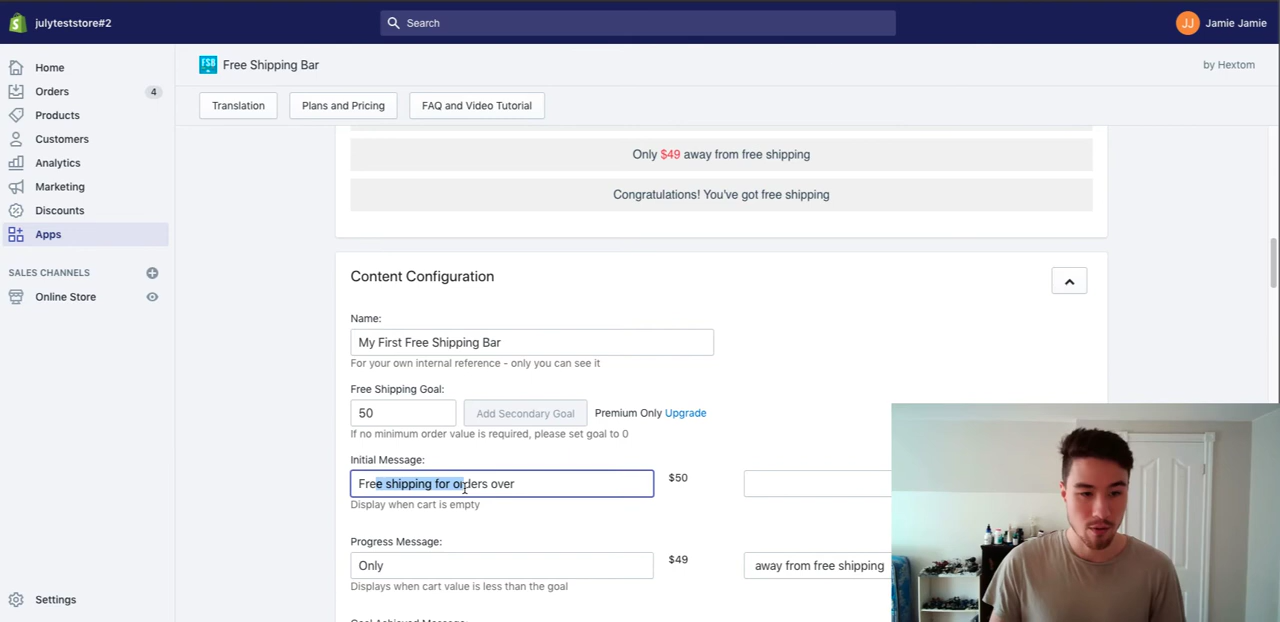 julyteststore#2
Search
JJ Jamie Jamie
Home
Orders 4
Products
Customers
Analytics
Marketing
Discounts
Apps
SALES CHANNELS
Online Store
Settings
FSB Free Shipping Bar
by Hextom
Translation
Plans and Pricing
FAQ and Video Tutorial
Only $49 away from free shipping
Congratulations! You've got free shipping
Content Configuration
Name:
My First Free Shipping Bar
For your own internal reference - only you can see it
Free Shipping Goal:
50 Add Secondary Goal Premium Only Upgrade
If no minimum order value is required, please set goal to 0
Initial Message:
Free shipping for orders over $50
Display when cart is empty
Progress Message:
Only $49 away from free shipping
Displays when cart value is less than the goal
Goal Achieved Message: